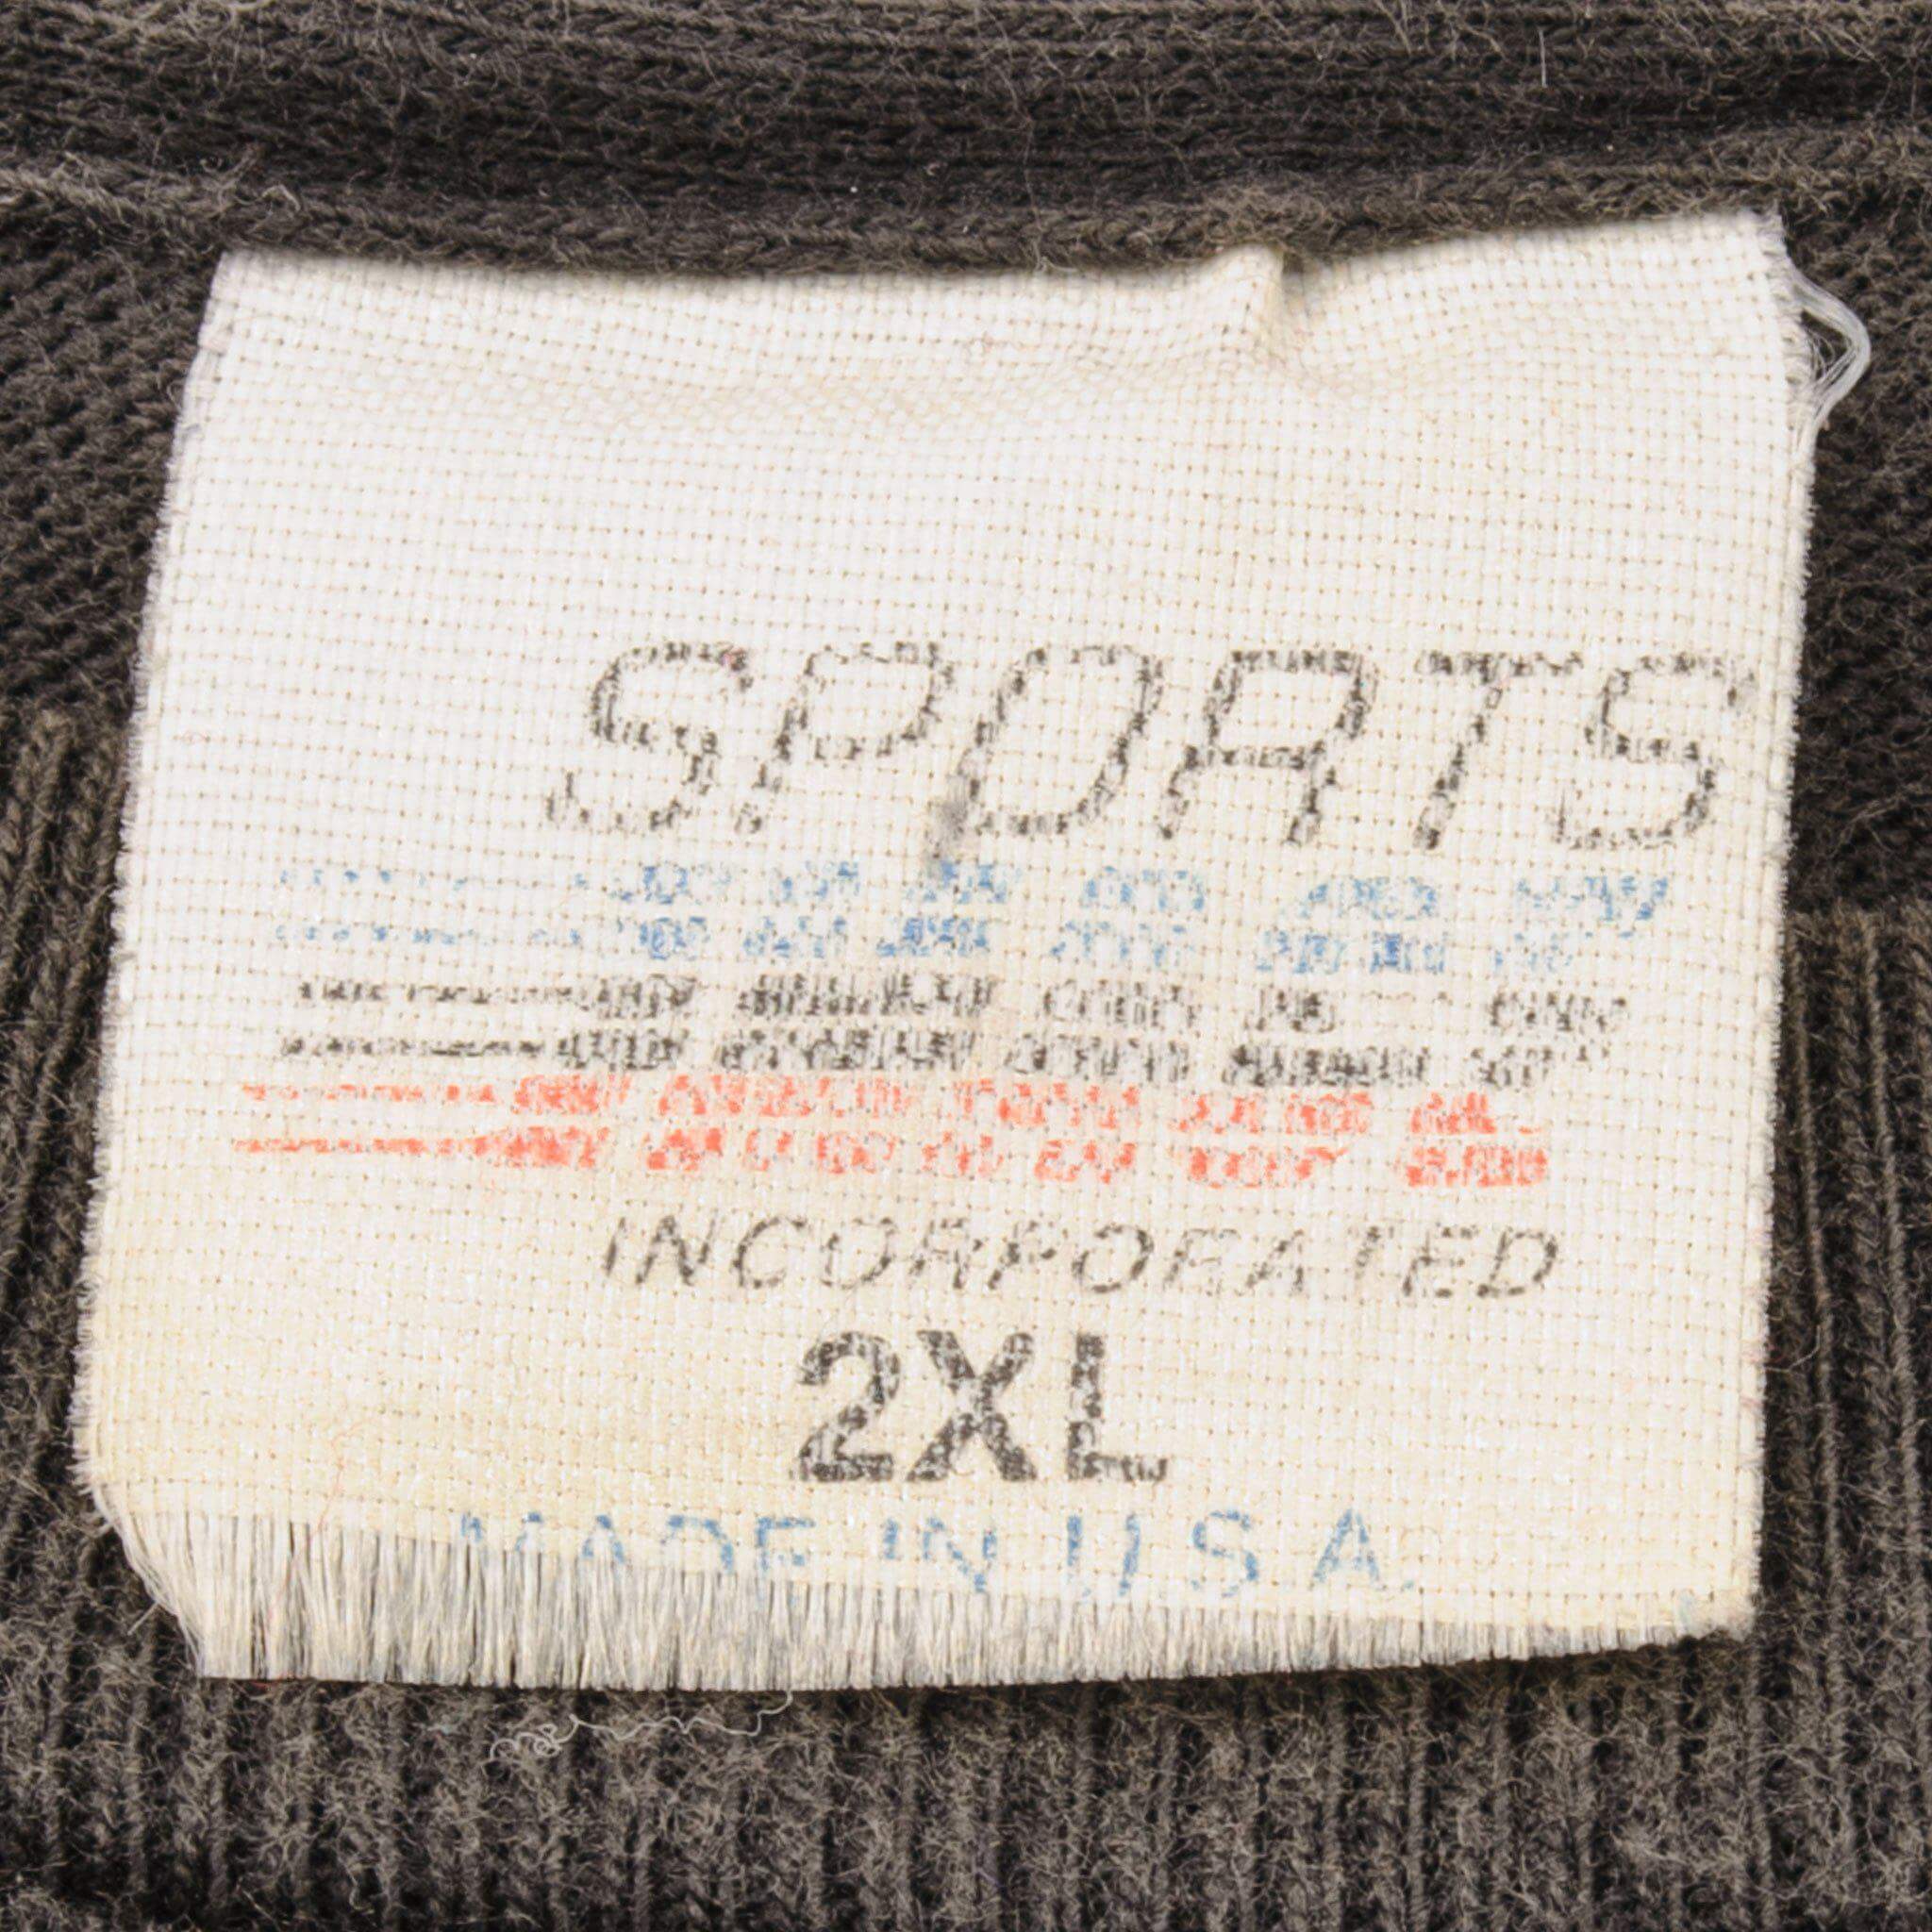 SPORTS
INCORPORATED
2XL
MADE IN U.S.A.